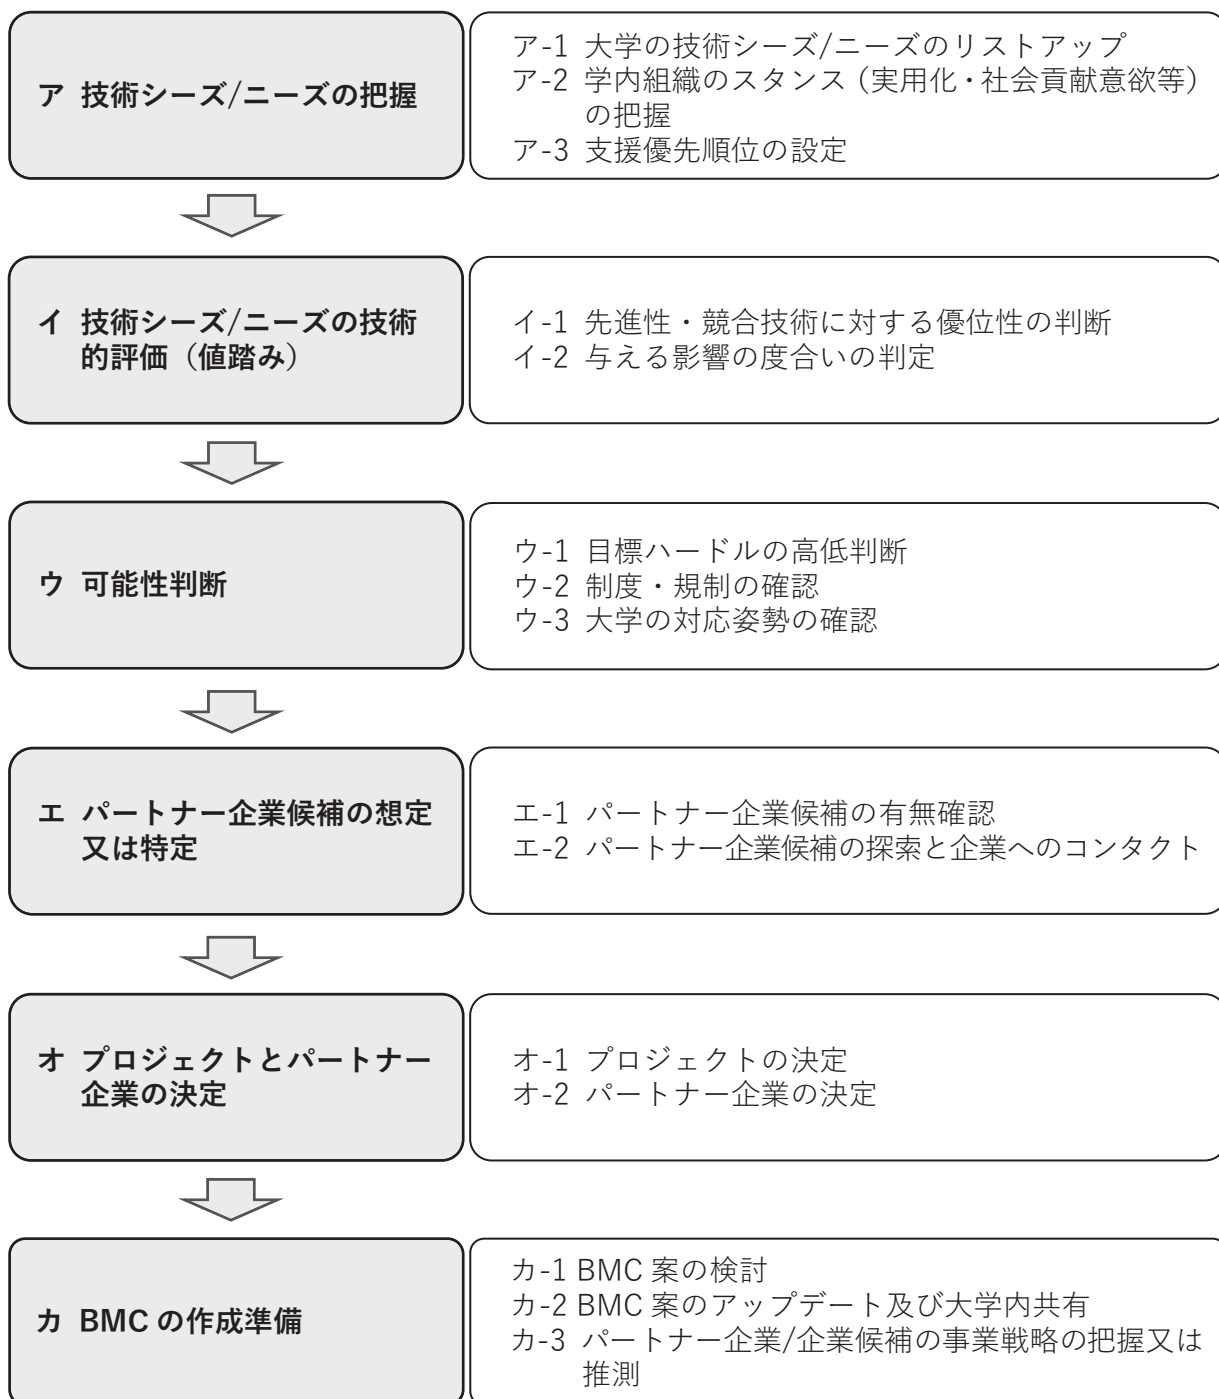 ア 技術シーズ/ニーズの把握
ア-1 大学の技術シーズ/ニーズのリストアップ
ア-2 学内組織のスタンス（実用化・社会貢献意欲等）
の把握
ア-3 支援優先順位の設定
イ 技術シーズ/ニーズの技術
的評価（値踏み）
イ-1 先進性・競合技術に対する優位性の判断
イ-2 与える影響の度合いの判定
ウ 可能性判断
ウ-1 目標ハードルの高低判断
ウ-2 制度・規制の確認
ウ-3 大学の対応姿勢の確認
エ パートナー企業候補の想定
又は特定
エ-1 パートナー企業候補の有無確認
エ-2 パートナー企業候補の探索と企業へのコンタクト
オ プロジェクトとパートナー
企業の決定
オ-1 プロジェクトの決定
オ-2 パートナー企業の決定
カ BMC の作成準備
カ-1 BMC 案の検討
カ-2 BMC 案のアップデート及び大学内共有
カ-3 パートナー企業/企業候補の事業戦略の把握又は
推測